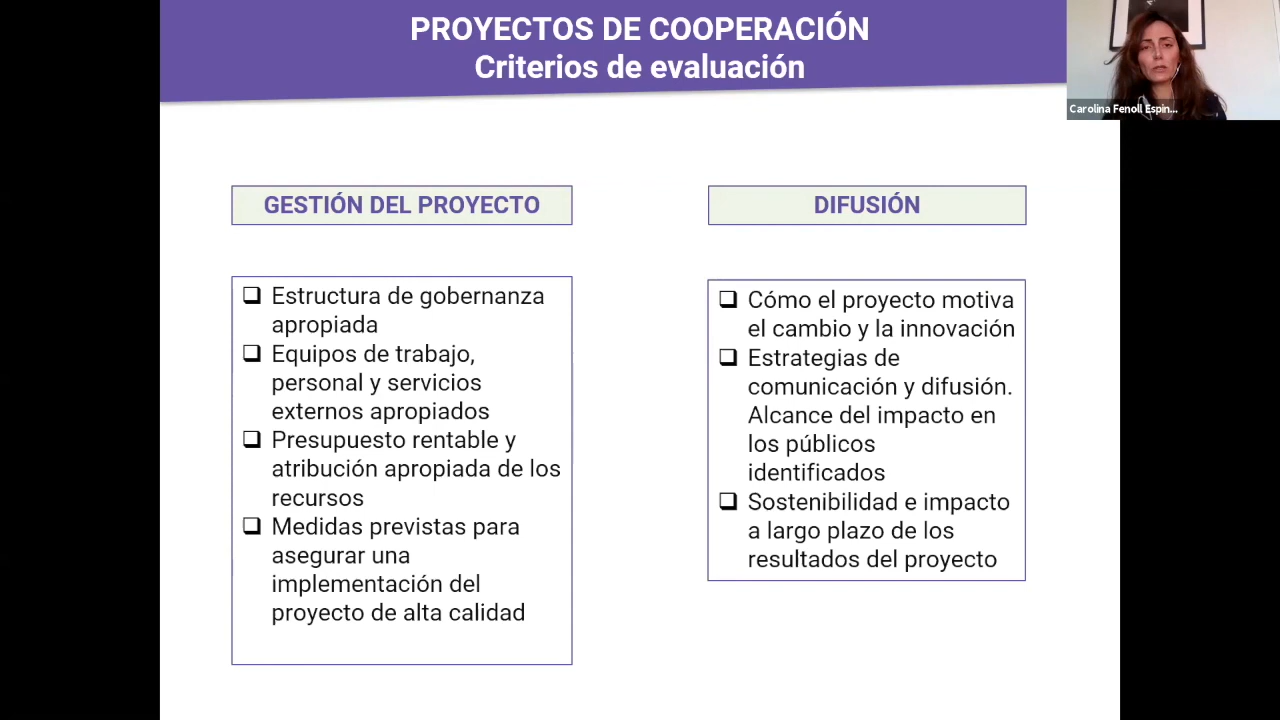 PROYECTOS DE COOPERACIÓN
Criterios de evaluación
Carolina Fenoll Espin...
GESTIÓN DEL PROYECTO
Estructura de gobernanza
apropiada
Equipos de trabajo,
personal y servicios
externos apropiados
Presupuesto rentable y
atribución apropiada de los
recursos
Medidas previstas para
asegurar una
implementación del
proyecto de alta calidad
DIFUSIÓN
Cómo el proyecto motiva
el cambio y la innovación
Estrategias de
comunicación y difusión.
Alcance del impacto en
los públicos
identificados
Sostenibilidad e impacto
a largo plazo de los
resultados del proyecto